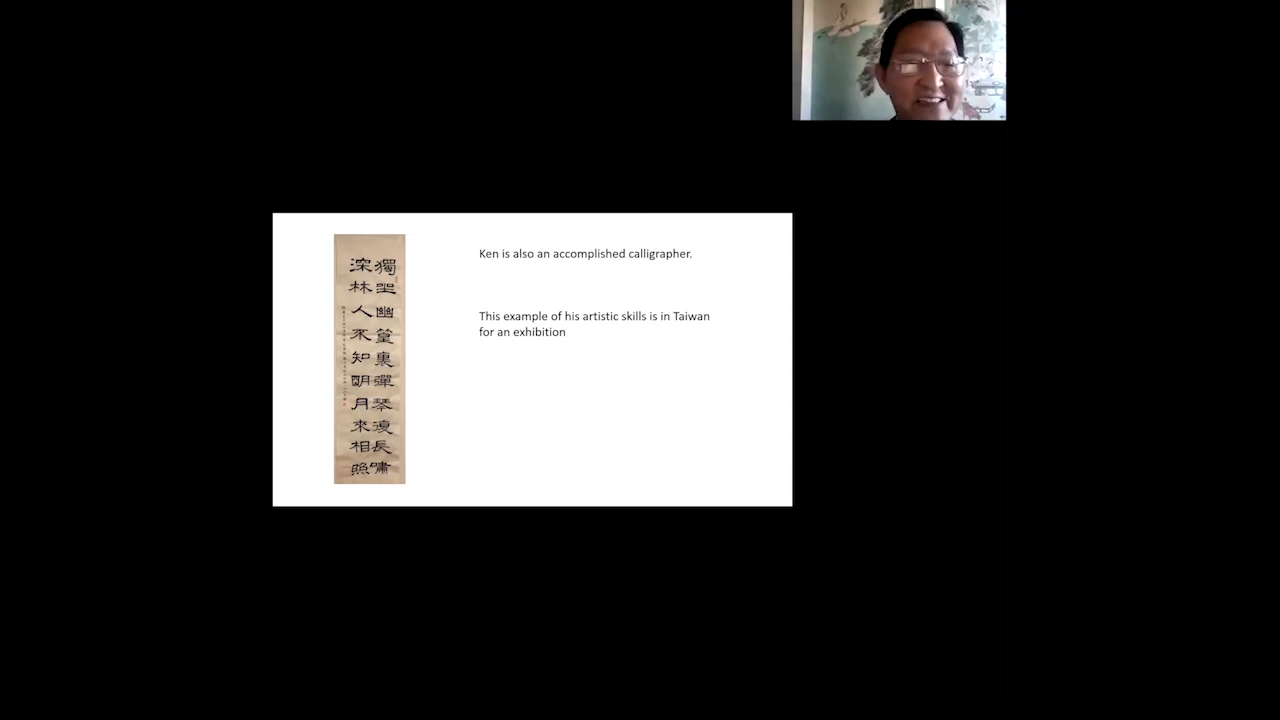 獨坐幽篁裏彈琴復長嘯
深林人不知明月來相照
Ken is also an accomplished calligrapher.
This example of his artistic skills is in Taiwan
for an exhibition